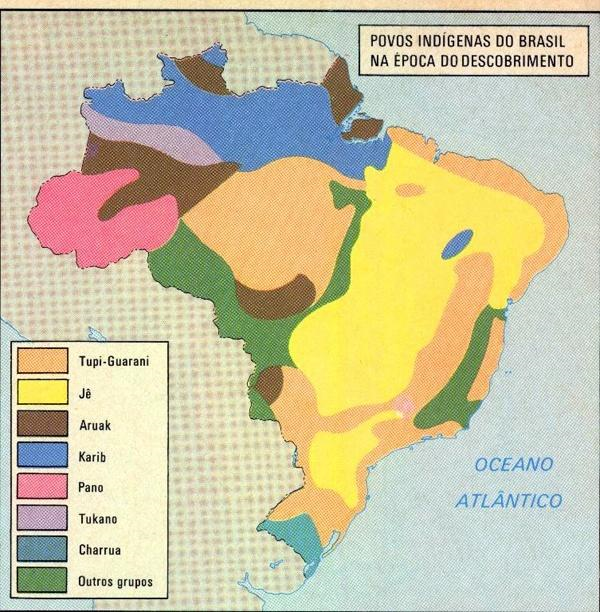 POVOS INDÍGENAS DO BRASIL
NA ÉPOCA DO DESCOBRIMENTO
Tupi-Guarani
Jê
Aruak
Karib
Pano
Tukano
Charrua
Outros grupos
OCEANO
ATLÂNTICO